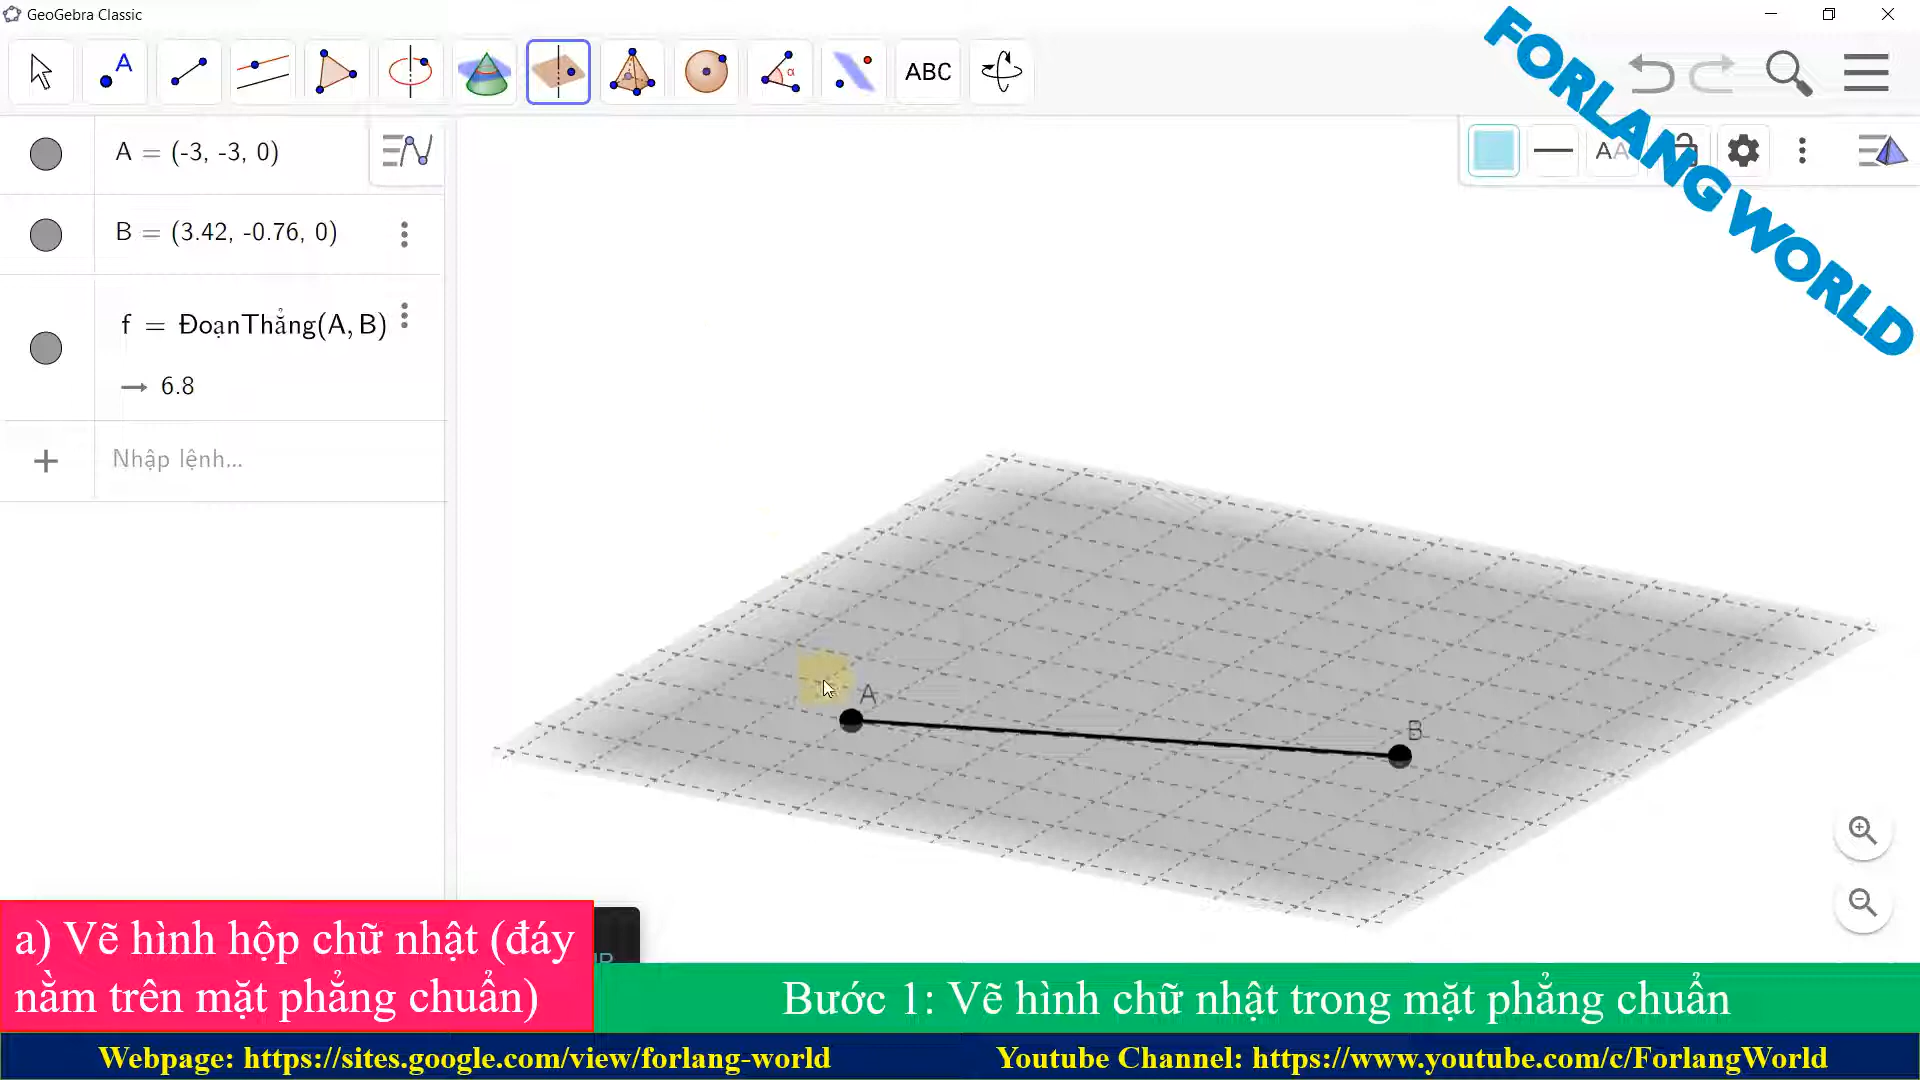 GeoGebra Classic
A
α
ABC
FORLANG WORLD
A = (-3, -3, 0)
AA
B = (3.42, -0.76, 0)
f = ĐoạnThẳng(A, B)
→ 6.8
Nhập lệnh...
A
B
a) Vẽ hình hộp chữ nhật (đáy
nằm trên mặt phẳng chuẩn)
Bước 1: Vẽ hình chữ nhật trong mặt phẳng chuẩn
Webpage: https://sites.google.com/view/forlang-world
Youtube Channel: https://www.youtube.com/c/ForlangWorld